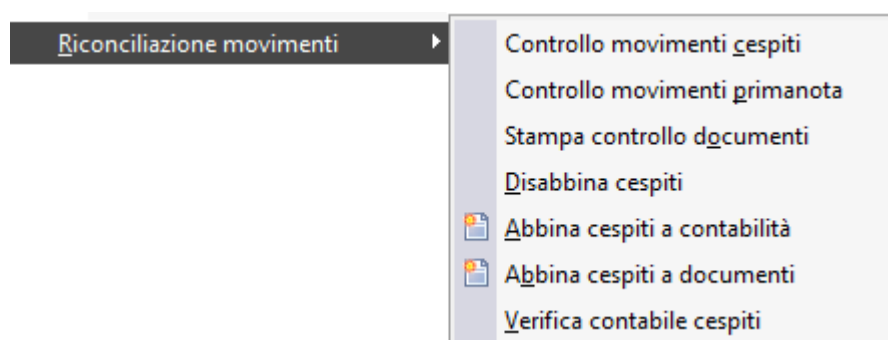 Riconciliazione movimenti
Controllo movimenti cespiti
Controllo movimenti primanota
Stampa controllo documenti
Disabbina cespiti
Abbina cespiti a contabilità
Abbina cespiti a documenti
Verifica contabile cespiti